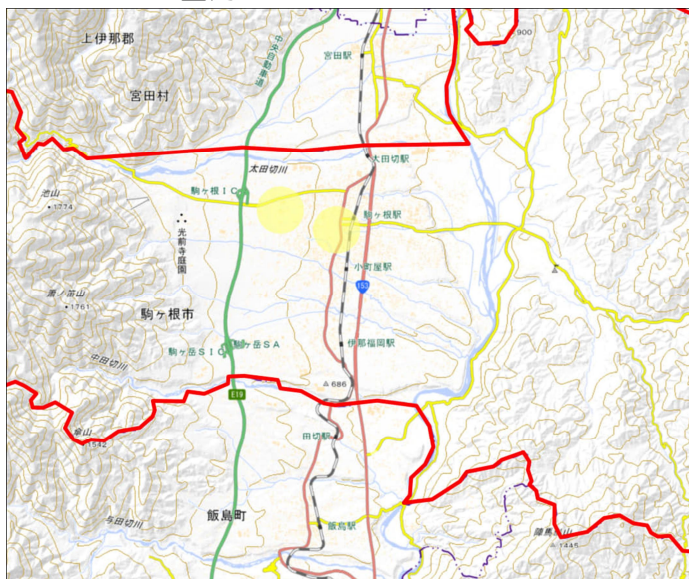 上伊那郡
900
中央自動車道
宮田駅
宮田村
太田切川
大田切駅
池山
1774
駒ヶ根IC
駒ヶ根駅
光前寺庭園
小町屋駅
153
1761
駒ヶ根市
伊那福岡駅
駒ヶ岳SIC
駒ヶ岳SA
中田切川
686
E19
傘山
1542
田切駅
与田切川
飯島町
飯島駅
1445